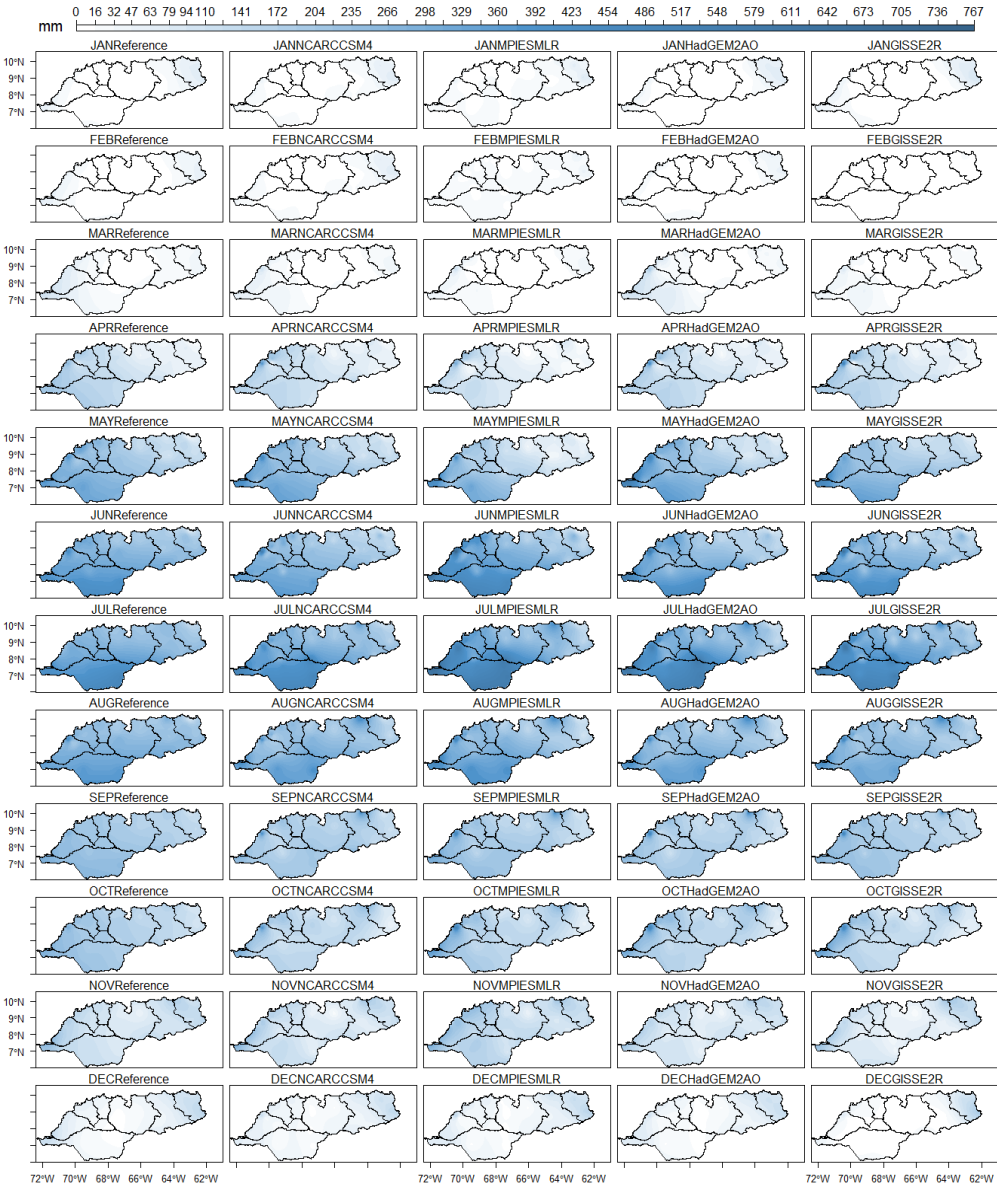 0 16 32 47 63 79 94 110 141 172 204 235 266 298 329 360 392 423 454 486 517 548 579 611 642 673 705 736 767
mm
JANReference JANNCARCCSM4 JANMPIESMLR JANHadGEM2AO JANGISSE2R
10°N
9°N
8°N
7°N
FEBReference FEBNCARCCSM4 FEBMPIESMLR FEBHadGEM2AO FEBGISSE2R
MARReference MARNCARCCSM4 MARMPIESMLR MARHadGEM2AO MARGISSE2R
10°N
9°N
8°N
7°N
APRReference APRNCARCCSM4 APRMPIESMLR APRHadGEM2AO APRGISSE2R
MAYReference MAYNCARCCSM4 MAYMPIESMLR MAYHadGEM2AO MAYGISSE2R
10°N
9°N
8°N
7°N
JUNReference JUNNCARCCSM4 JUNMPIESMLR JUNHadGEM2AO JUNGISSE2R
JULReference JULNCARCCSM4 JULMPIESMLR JULHadGEM2AO JULGISSE2R
10°N
9°N
8°N
7°N
AUGReference AUGNCARCCSM4 AUGMPIESMLR AUGHadGEM2AO AUGGISSE2R
SEPReference SEPNCARCCSM4 SEPMPIESMLR SEPHadGEM2AO SEPGISSE2R
10°N
9°N
8°N
7°N
OCTReference OCTNCARCCSM4 OCTMPIESMLR OCTHadGEM2AO OCTGISSE2R
NOVReference NOVNCARCCSM4 NOVMPIESMLR NOVHadGEM2AO NOVGISSE2R
10°N
9°N
8°N
7°N
DECReference DECNCARCCSM4 DECMPIESMLR DECHadGEM2AO DECGISSE2R
72°W 70°W 68°W 66°W 64°W 62°W 72°W 70°W 68°W 66°W 64°W 62°W 72°W 70°W 68°W 66°W 64°W 62°W